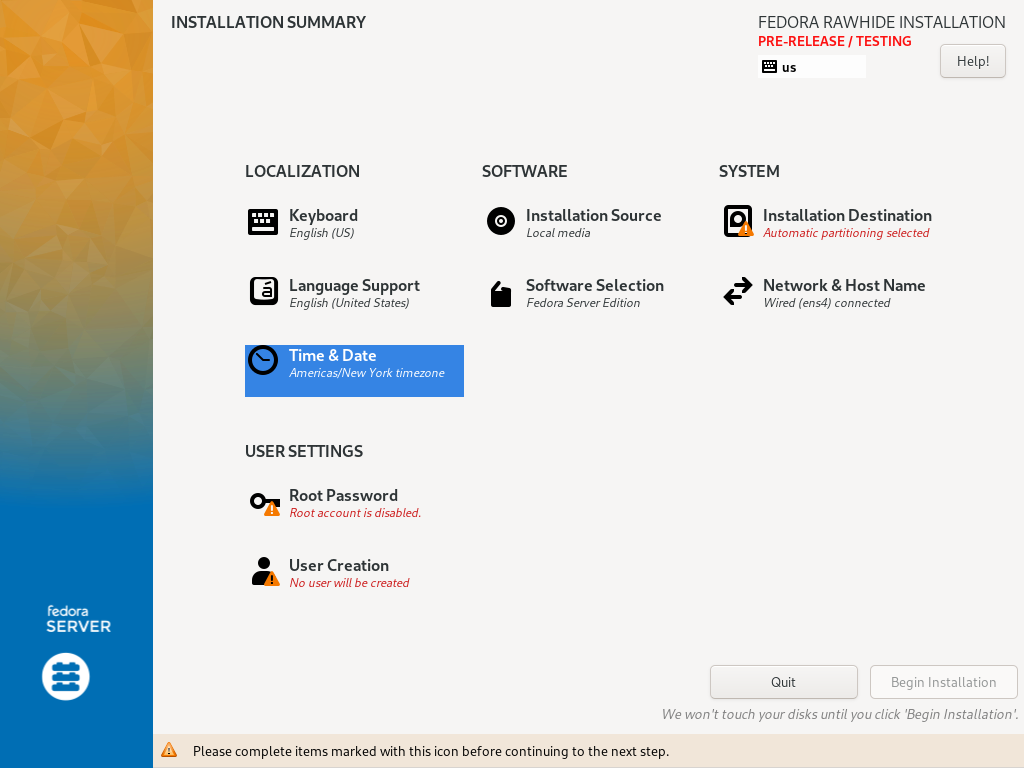 INSTALLATION SUMMARY
FEDORA RAWHIDE INSTALLATION
PRE-RELEASE / TESTING
us
Help!
LOCALIZATION
Keyboard
English (US)
Language Support
English (United States)
Time & Date
Americas/New York timezone
SOFTWARE
Installation Source
Local media
Software Selection
Fedora Server Edition
SYSTEM
Installation Destination
Automatic partitioning selected
Network & Host Name
Wired (ens4) connected
USER SETTINGS
Root Password
Root account is disabled.
User Creation
No user will be created
fedora
SERVER
Quit
Begin Installation
We won't touch your disks until you click 'Begin Installation'.
Please complete items marked with this icon before continuing to the next step.